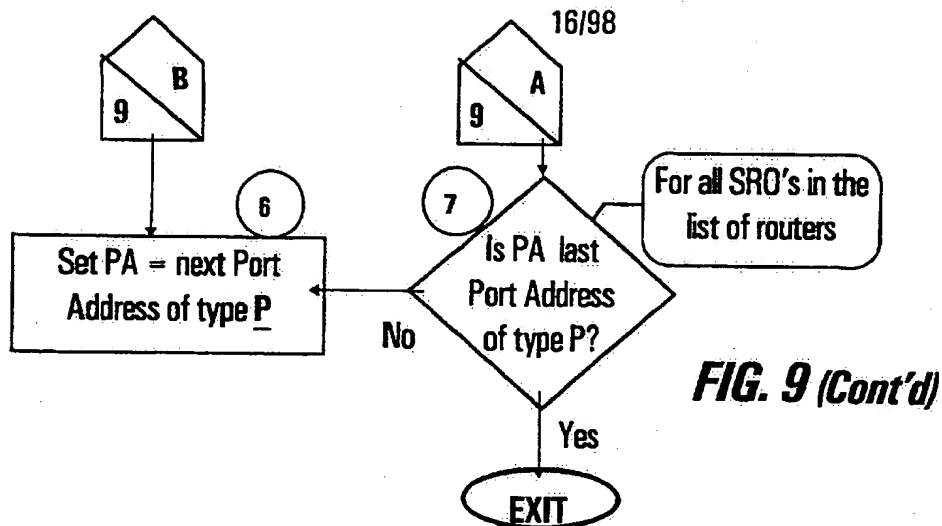 16/98
B
9
A
9
6
7
For all SRO's in the
list of routers
Set PA = next Port
Address of type P
Is PA last
Port Address
of type P?
No
Yes
FIG. 9 (Cont'd)
EXIT